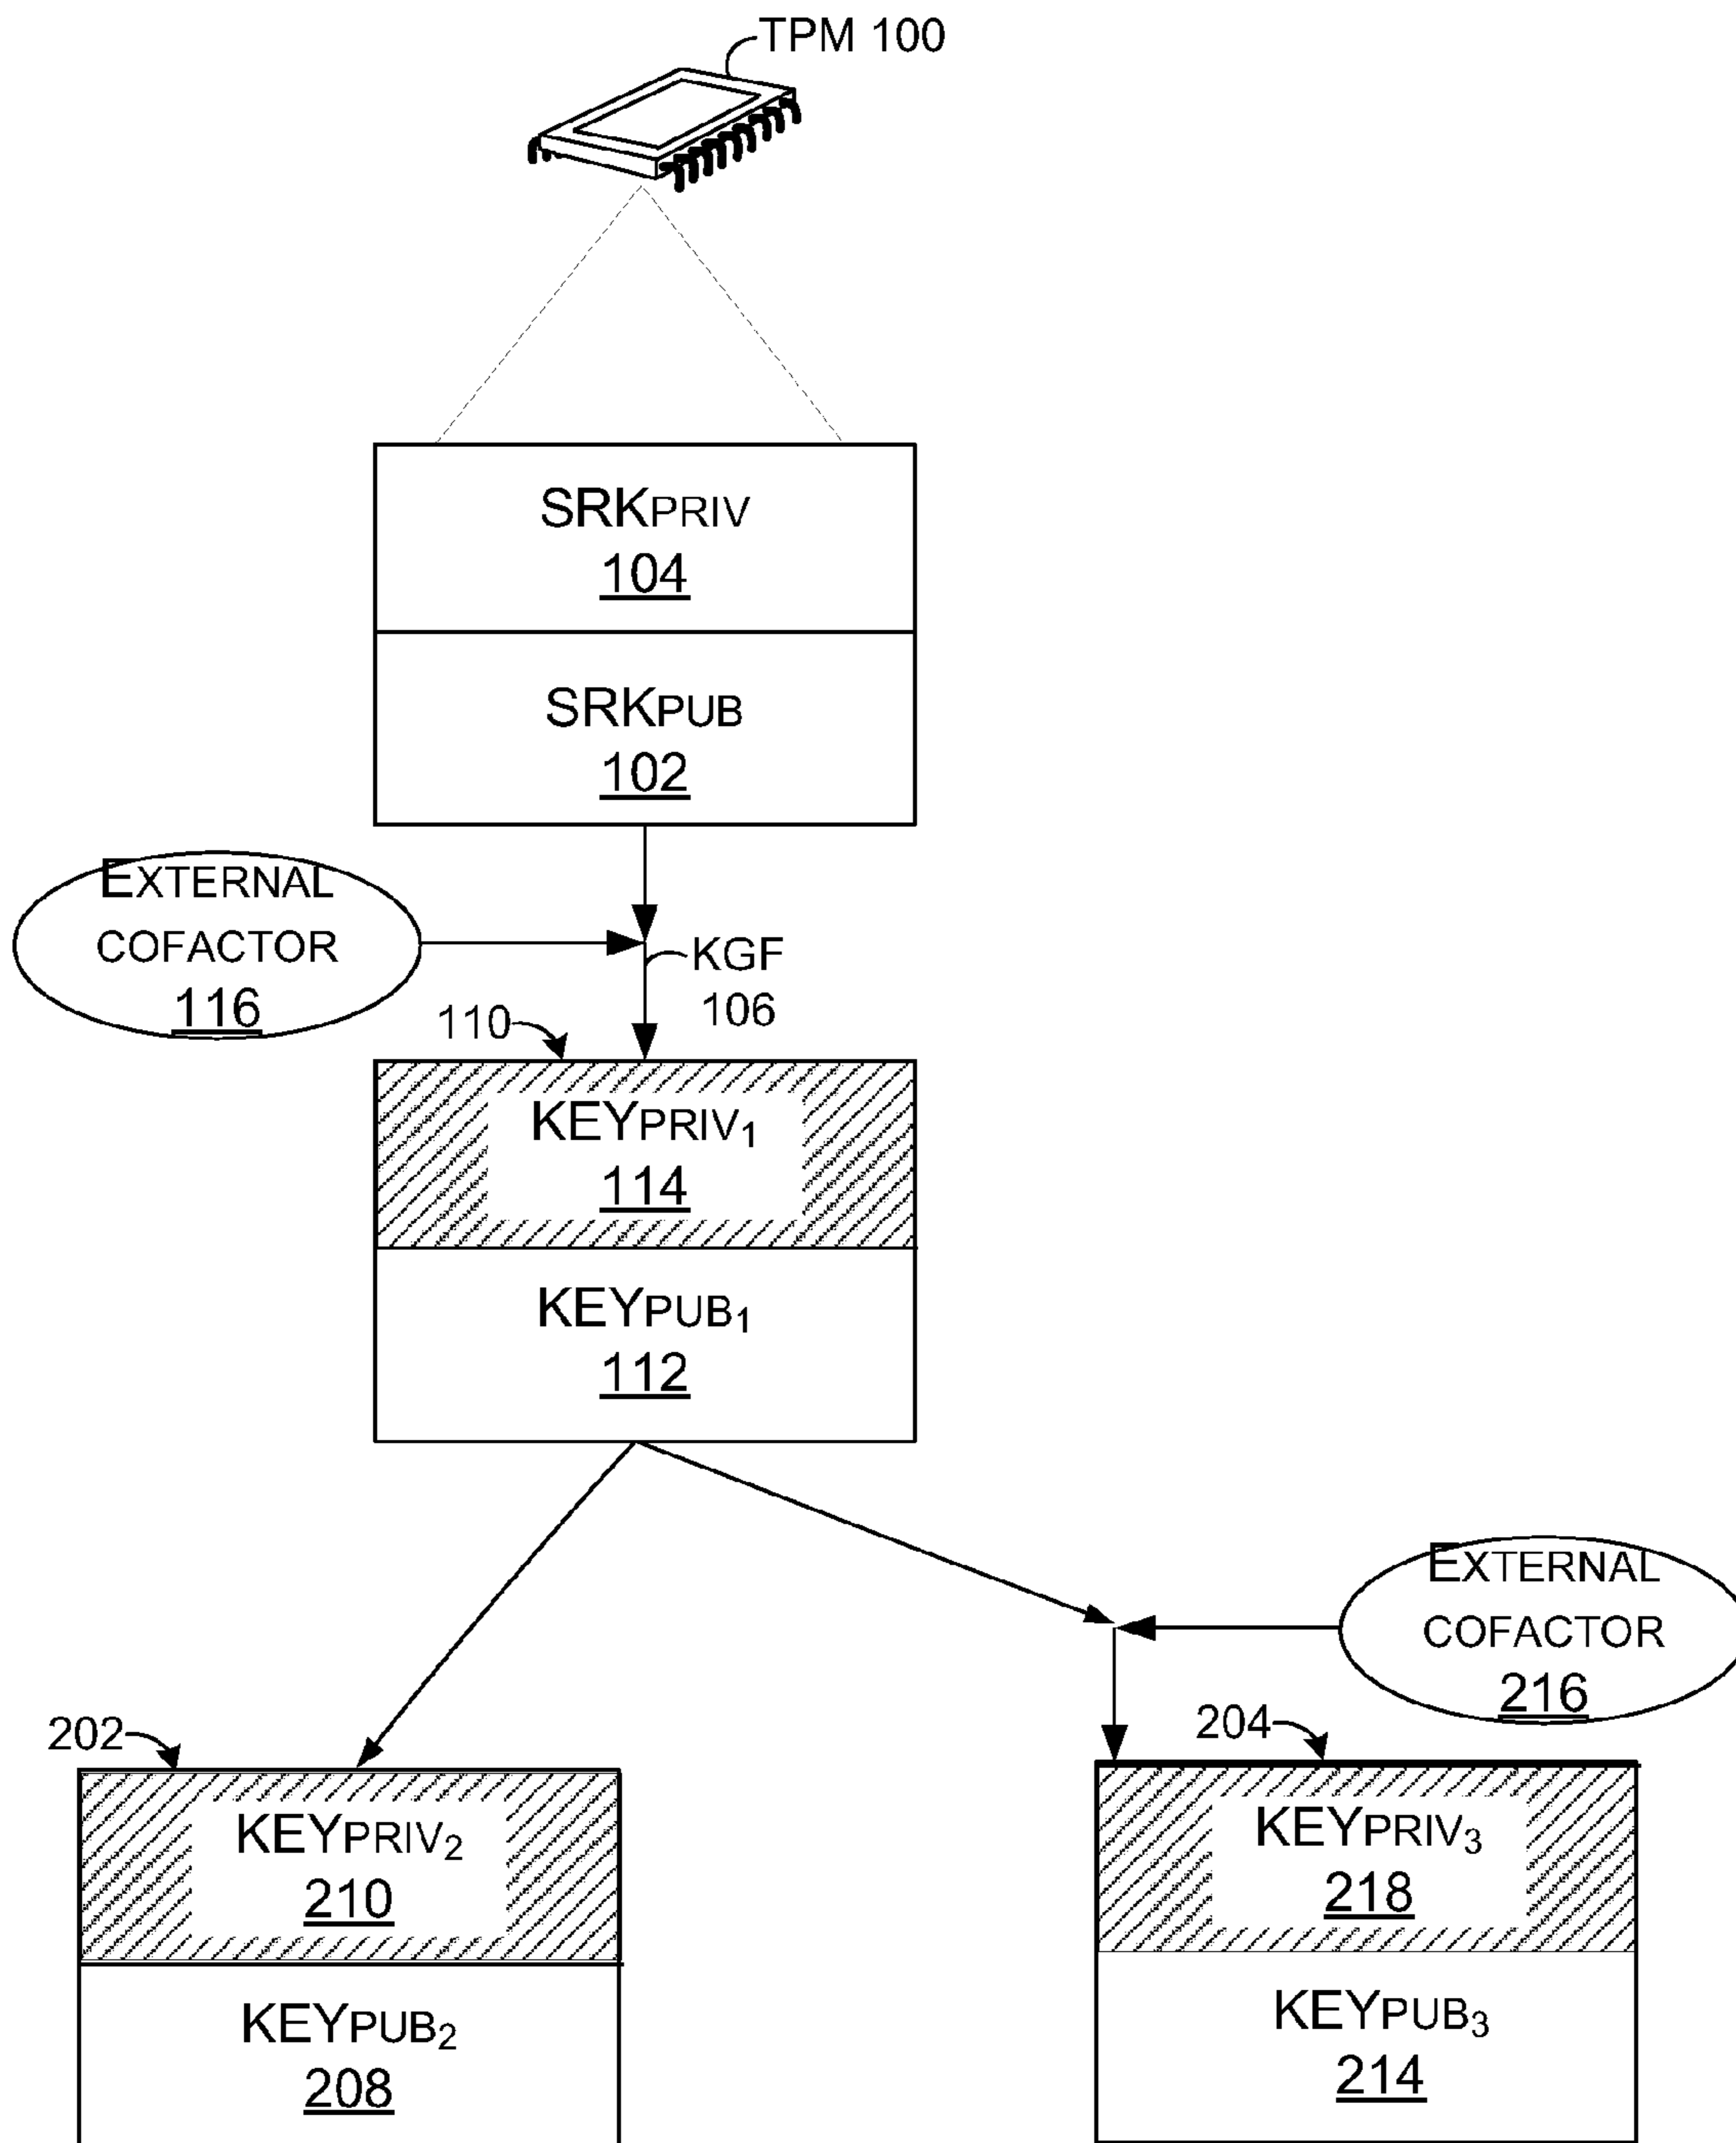 TPM 100
SRKPRIV
104
SRKPUB
102
EXTERNAL
COFACTOR
116
KGF
106
110
KEYPRIV₁
114
KEYPUB₁
112
EXTERNAL
COFACTOR
216
202
204
KEYPRIV₂
210
KEYPRIV₃
218
KEYPUB₂
208
KEYPUB₃
214